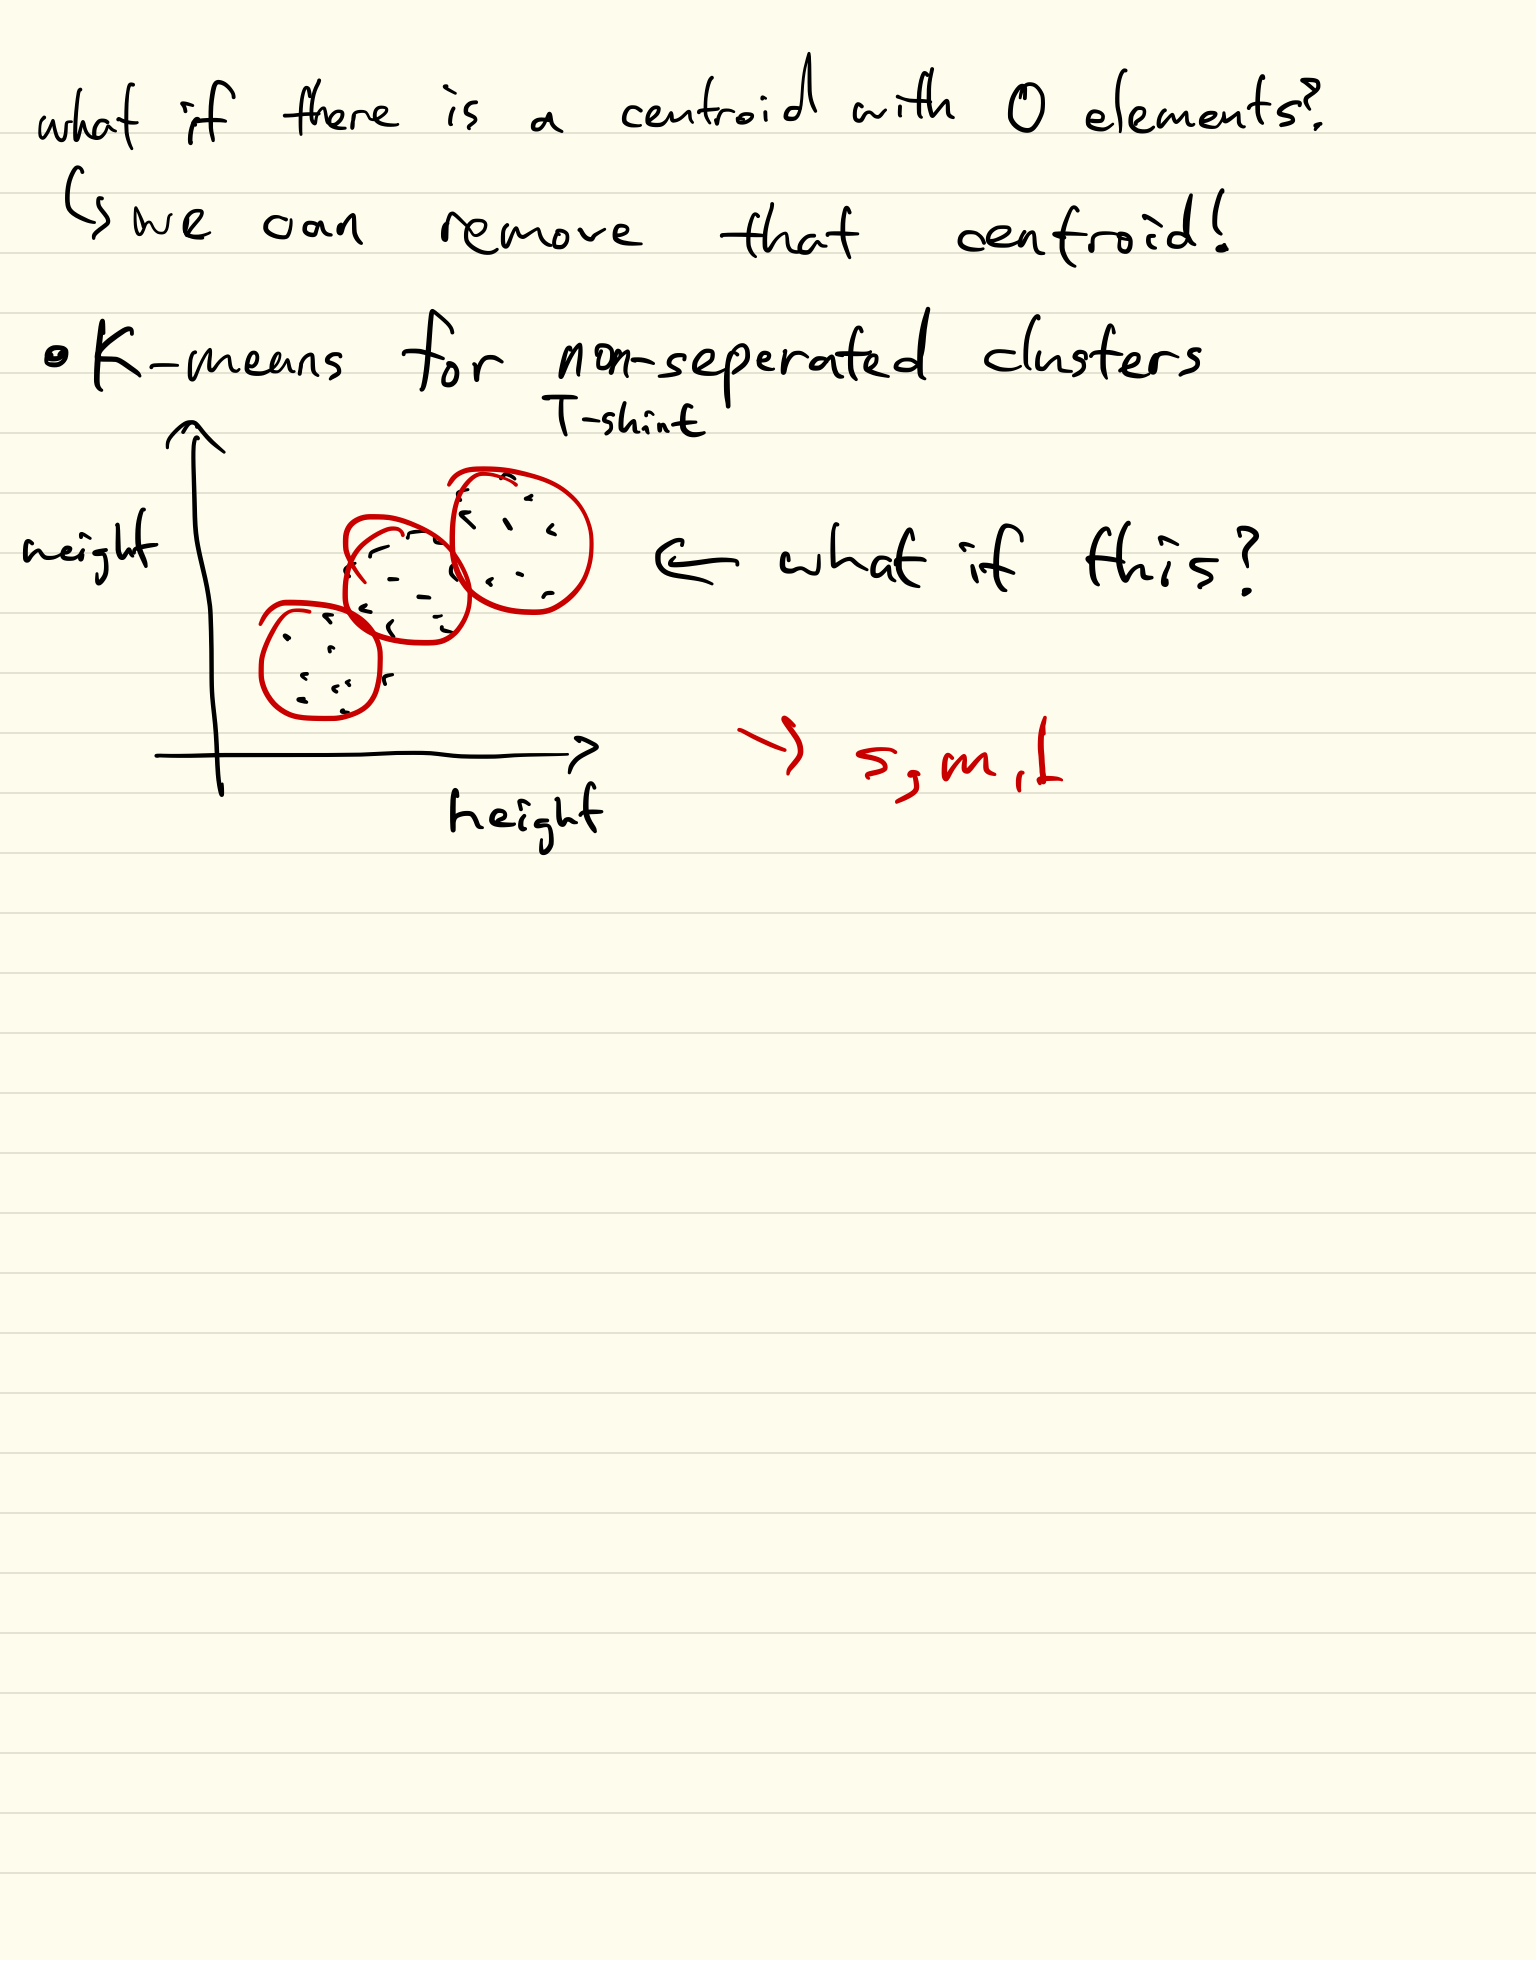 what if there is a centroid with 0 elements?
↳ we can remove that centroid!
• K-means for non-seperated clusters
T-shirt
weight
← what if this?
→ s, m, L
height